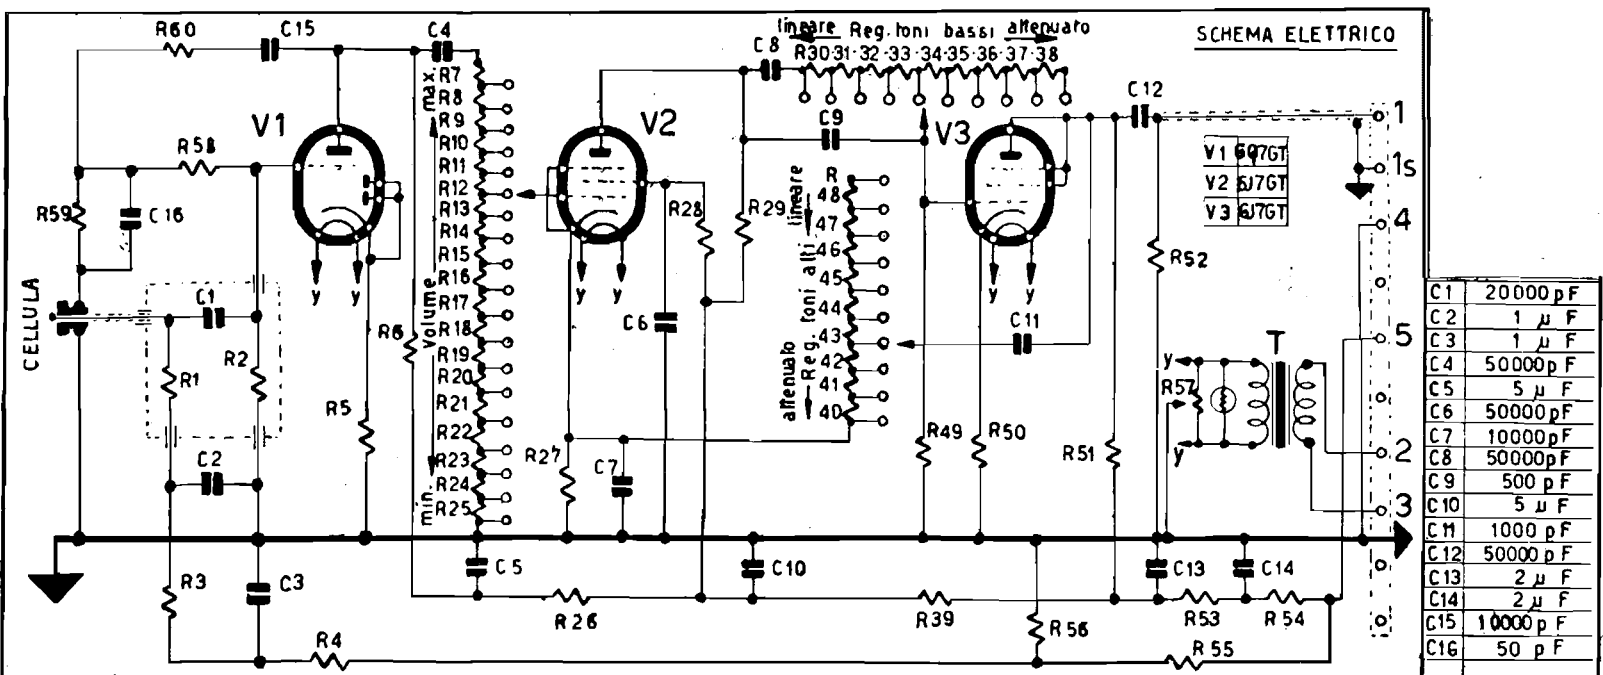 SCHEMA ELETTRICO
lineare Reg. toni bassi attenuato
R60 C15 C4 C8 R30·31·32·33·34·35·36·37·38
C12
V1 V2 V3
C9
R58
R59
C16
CELLULA
C1
R1
R2
C2
R3
C3
R4
R5
R6
max.
Volume
min.
R7
R8
R9
R10
R11
R12
R13
R14
R15
R16
R17
R18
R19
R20
R21
R22
R23
R24
R25
C5
R26
R27
C7
C6
R28
R29
y y
y y
y y
lineare
Reg. toni alti
attenuato
R
48
47
46
45
44
43
42
41
40
C11
R49
R50
R51
R52
C10
R39
C13
R53
C14
R54
R55
R56
V1 6Q7GT
V2 6J7GT
V3 6J7GT
y
R57
y
T
1
1s
4
5
2
3
C1 20000 pF
C2 1 µ F
C3 1 µ F
C4 50000 pF
C5 5 µ F
C6 50000 pF
C7 10000 pF
C8 50000 pF
C9 500 pF
C10 5 µ F
C11 1000 pF
C12 50000 pF
C13 2 µ F
C14 2 µ F
C15 10000 pF
C16 50 pF